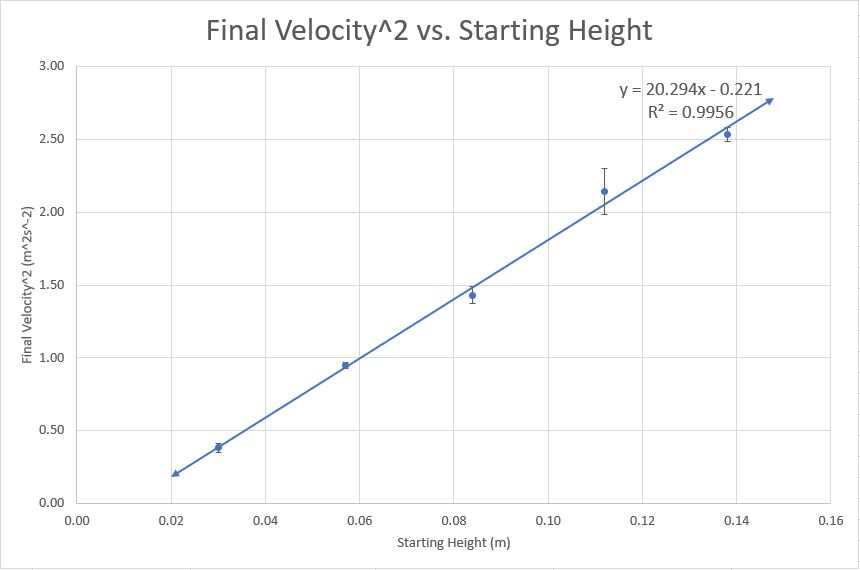 Final Velocity^2 vs. Starting Height
3.00
y = 20.294x - 0.221
R² = 0.9956
2.50
2.00
1.50
1.00
0.50
0.00
Final Velocity^2 (m^2s^-2)
0.00 0.02 0.04 0.06 0.08 0.10 0.12 0.14 0.16
Starting Height (m)